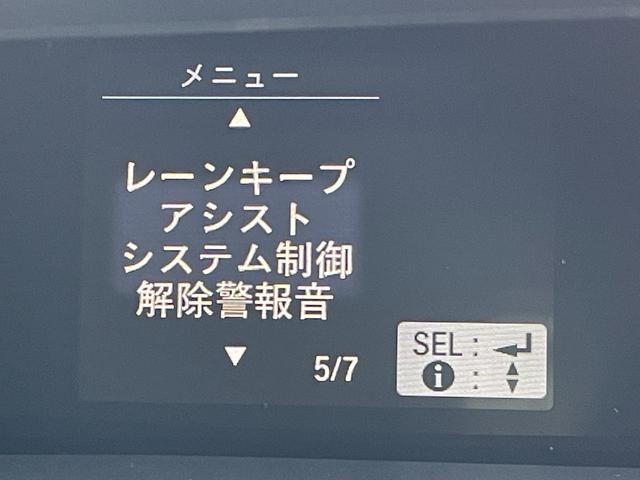 メニュー
▲
レーンキープ
アシスト
システム制御
解除警報音
▼
5/7
SEL : ↵
i : ▲▼